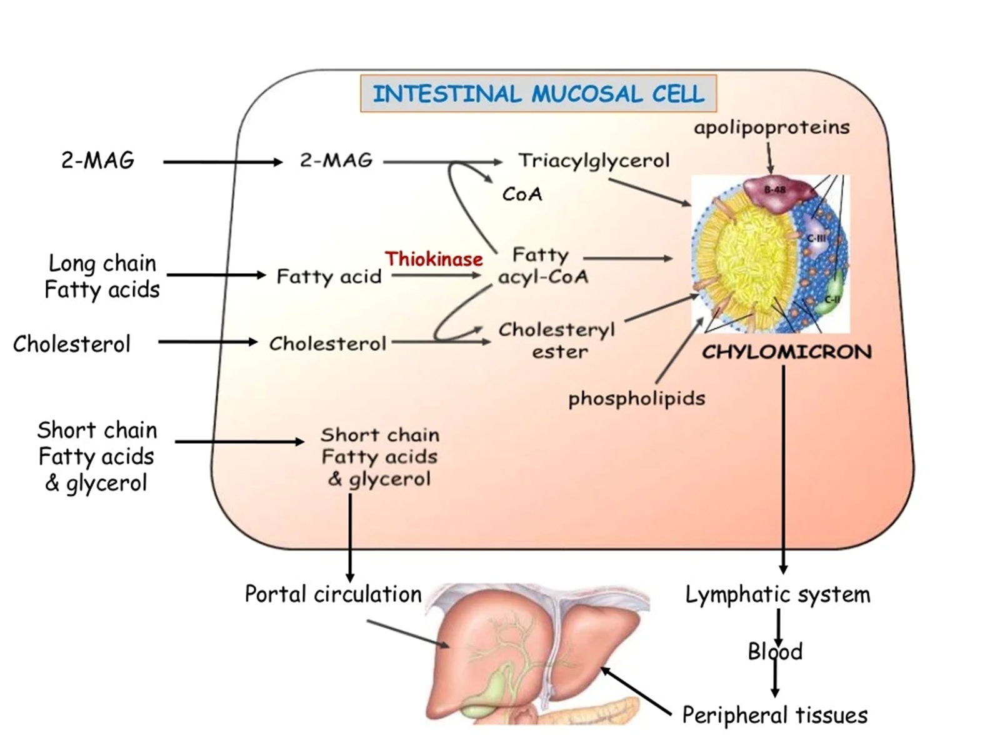 INTESTINAL MUCOSAL CELL
apolipoproteins
2-MAG
2-MAG
Triacylglycerol
CoA
B-48
C-III
C-II
Long chain
Fatty acids
Fatty acid
Thiokinase
Fatty
acyl-CoA
Cholesterol
Cholesterol
Cholesteryl
ester
CHYLOMICRON
phospholipids
Short chain
Fatty acids
& glycerol
Short chain
Fatty acids
& glycerol
Portal circulation
Lymphatic system
Blood
Peripheral tissues